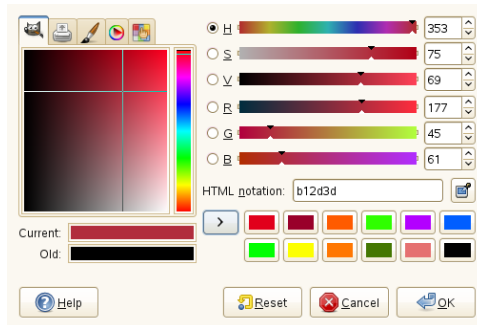 H 353
S 75
V 69
R 177
G 45
B 61
HTML notation: b12d3d
>
Current:
Old:
Help Reset Cancel OK